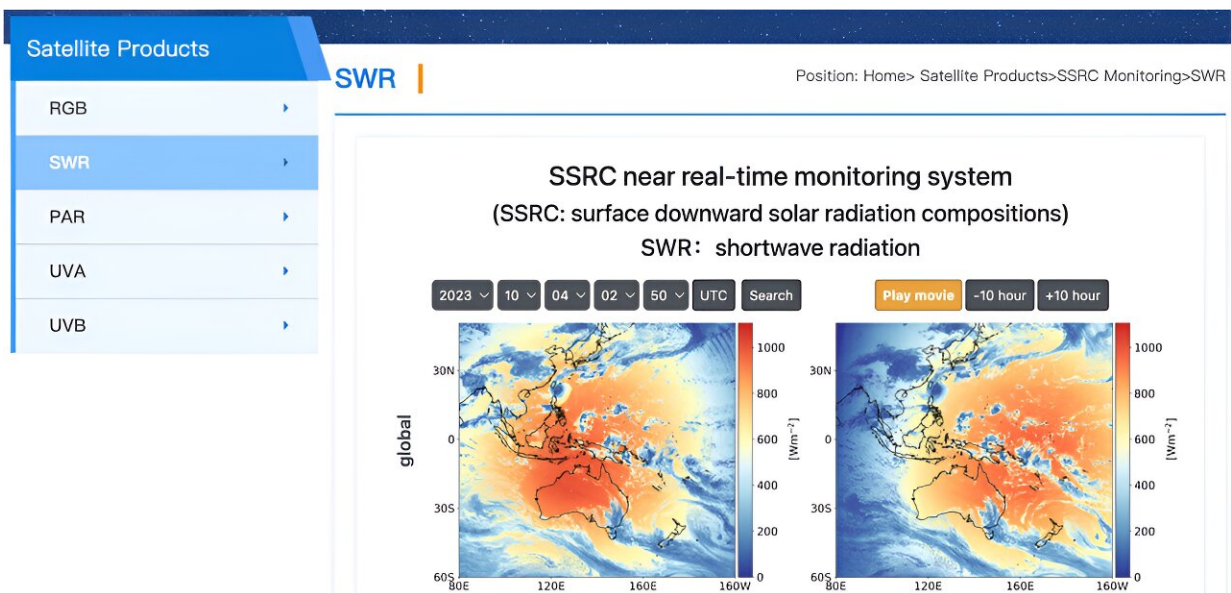 Satellite Products
RGB
SWR
PAR
UVA
UVB
SWR
Position: Home> Satellite Products>SSRC Monitoring>SWR
SSRC near real-time monitoring system
(SSRC: surface downward solar radiation compositions)
SWR： shortwave radiation
2023 10 04 02 50 UTC Search
Play movie -10 hour +10 hour
global
30N
0
30S
60S
80E 120E 160E 160W
1000
800
600
400
200
0
[Wm⁻²]
30N
0
30S
60S
80E 120E 160E 160W
1000
800
600
400
200
0
[Wm⁻²]